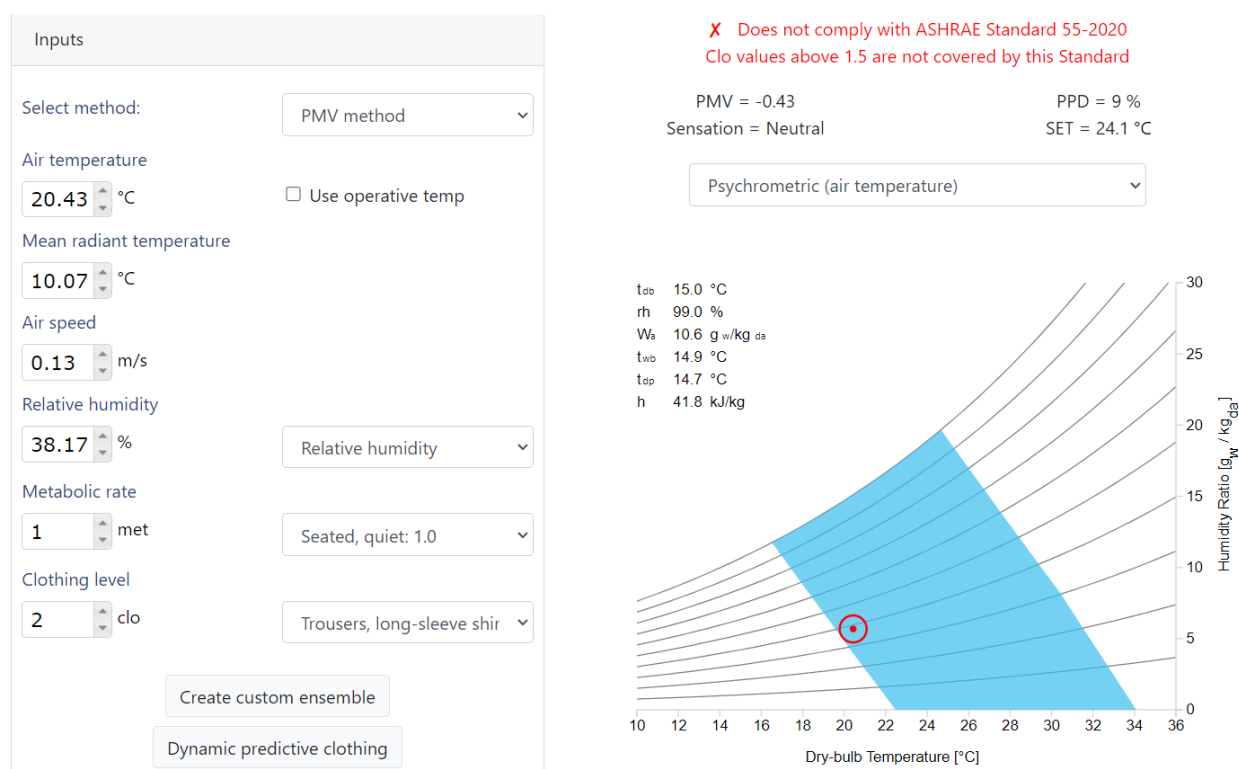 Inputs
Select method:
PMV method
Air temperature
20.43 °C
Use operative temp
Mean radiant temperature
10.07 °C
Air speed
0.13 m/s
Relative humidity
38.17 %
Relative humidity
Metabolic rate
1 met
Seated, quiet: 1.0
Clothing level
2 clo
Trousers, long-sleeve shir
Create custom ensemble
Dynamic predictive clothing
✗ Does not comply with ASHRAE Standard 55-2020
Clo values above 1.5 are not covered by this Standard
PMV = -0.43
PPD = 9 %
Sensation = Neutral
SET = 24.1 °C
Psychrometric (air temperature)
tdb 15.0 °C
rh 99.0 %
Wa 10.6 g w/kg da
twb 14.9 °C
tdp 14.7 °C
h 41.8 kJ/kg
30
25
20
15
10
5
0
Humidity Ratio [gw / kgda]
10 12 14 16 18 20 22 24 26 28 30 32 34 36
Dry-bulb Temperature [°C]